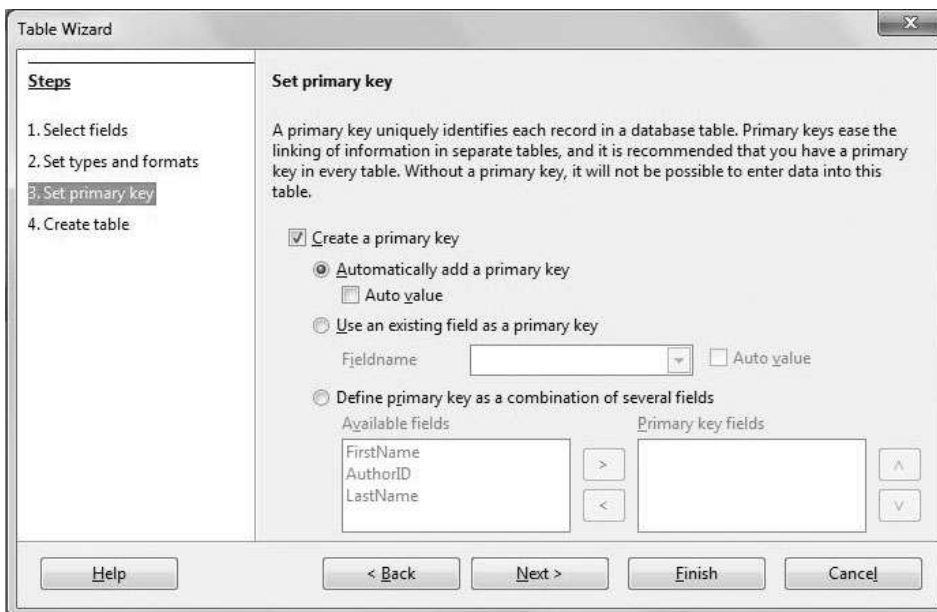 Table Wizard
Steps
1. Select fields
2. Set types and formats
3. Set primary key
4. Create table
Set primary key
A primary key uniquely identifies each record in a database table. Primary keys ease the
linking of information in separate tables, and it is recommended that you have a primary
key in every table. Without a primary key, it will not be possible to enter data into this
table.
Create a primary key
Automatically add a primary key
Auto value
Use an existing field as a primary key
Fieldname
Auto value
Define primary key as a combination of several fields
Available fields
Primary key fields
FirstName
AuthorID
LastName
>
<
Help
< Back
Next >
Finish
Cancel